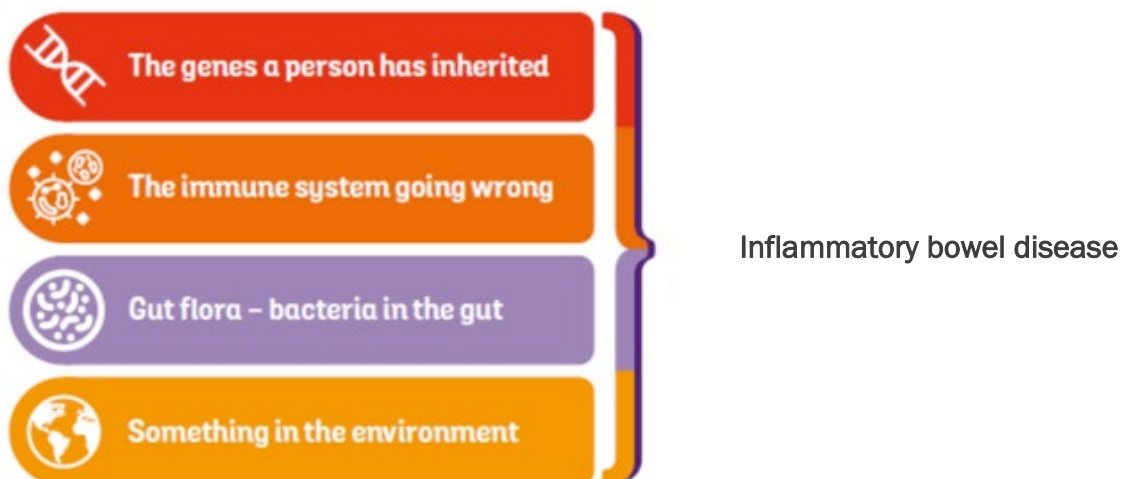 The genes a person has inherited
The immune system going wrong
Inflammatory bowel disease
Gut flora – bacteria in the gut
Something in the environment